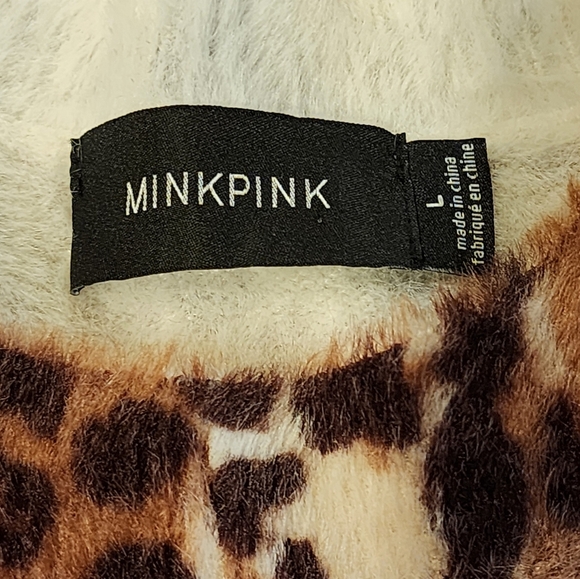 MINKPINK
L
made in china
fabriqué en chine